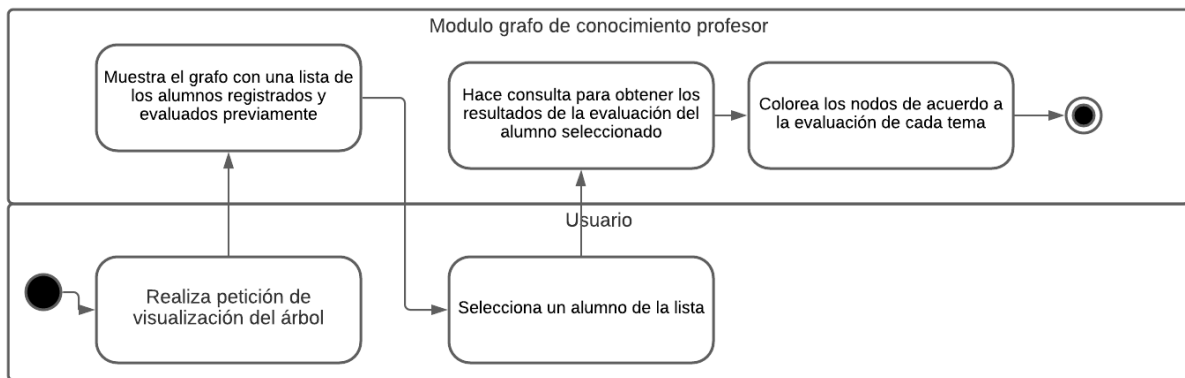 Modulo grafo de conocimiento profesor
Muestra el grafo con una lista de
los alumnos registrados y
evaluados previamente
Hace consulta para obtener los
resultados de la evaluación del
alumno seleccionado
Colorea los nodos de acuerdo a
la evaluación de cada tema
Usuario
Realiza petición de
visualización del árbol
Selecciona un alumno de la lista